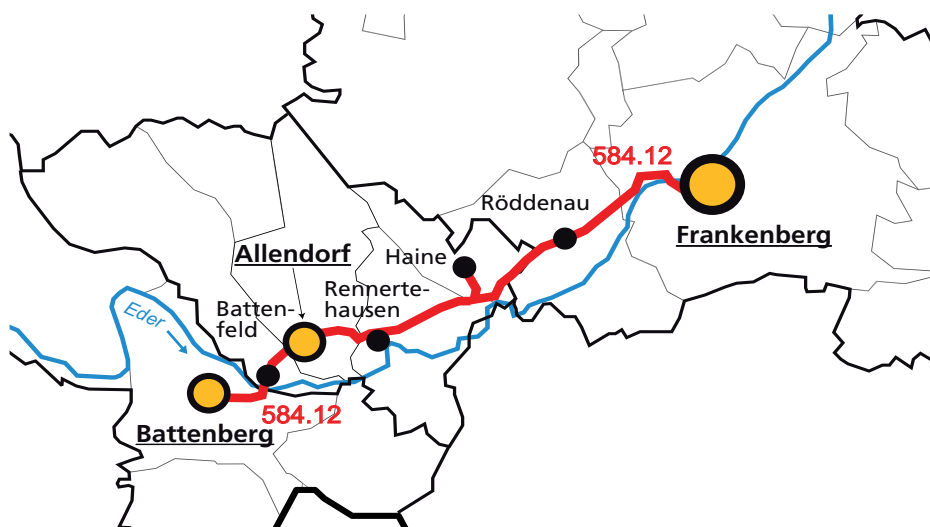 584.12
Röddenau
Frankenberg
Allendorf
Haine
Rennerte-
hausen
Batten-
feld
Eder
584.12
Battenberg